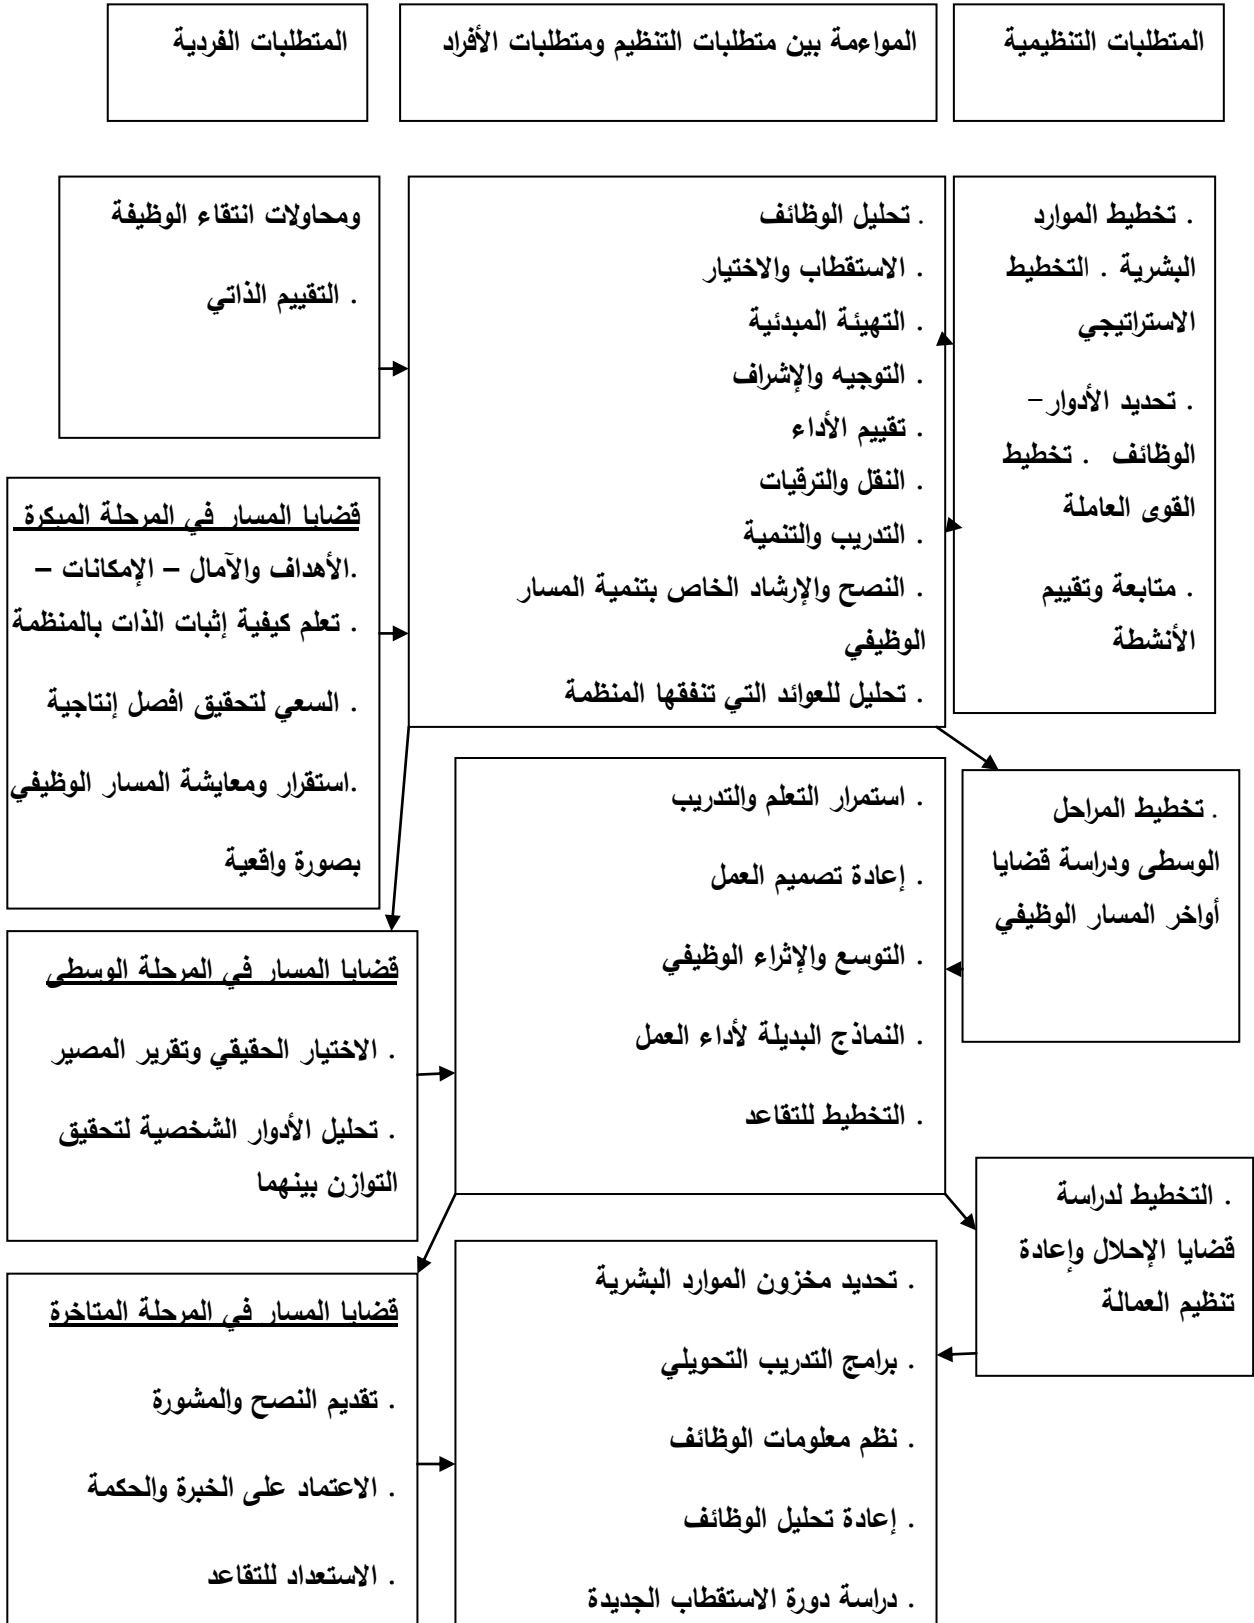 المتطلبات التنظيمية
المواءمة بين متطلبات التنظيم ومتطلبات الأفراد
المتطلبات الفردية
. تخطيط الموارد
البشرية . التخطيط
الاستراتيجي
. تحديد الأدوار –
الوظائف . تخطيط
القوى العاملة
. متابعة وتقييم
الأنشطة
. تحليل الوظائف
. الاستقطاب والاختيار
. التهيئة المبدئية
. التوجيه والإشراف
. تقييم الأداء
. النقل والترقيات
. التدريب والتنمية
. النصح والإرشاد الخاص بتنمية المسار
الوظيفي
. تحليل للعوائد التي تنفقها المنظمة
ومحاولات انتقاء الوظيفة
. التقييم الذاتي
قضايا المسار في المرحلة المبكرة
.الأهداف والآمال – الإمكانات –
. تعلم كيفية إثبات الذات بالمنظمة
. السعي لتحقيق افصل إنتاجية
.استقرار ومعايشة المسار الوظيفي
بصورة واقعية
. تخطيط المراحل
الوسطى ودراسة قضايا
أواخر المسار الوظيفي
. استمرار التعلم والتدريب
. إعادة تصميم العمل
. التوسع والإثراء الوظيفي
. النماذج البديلة لأداء العمل
. التخطيط للتقاعد
قضايا المسار في المرحلة الوسطى
. الاختيار الحقيقي وتقرير المصير
. تحليل الأدوار الشخصية لتحقيق
التوازن بينهما
. التخطيط لدراسة
قضايا الإحلال وإعادة
تنظيم العمالة
. تحديد مخزون الموارد البشرية
. برامج التدريب التحويلي
. نظم معلومات الوظائف
. إعادة تحليل الوظائف
. دراسة دورة الاستقطاب الجديدة
قضايا المسار في المرحلة المتاخرة
. تقديم النصح والمشورة
. الاعتماد على الخبرة والحكمة
. الاستعداد للتقاعد